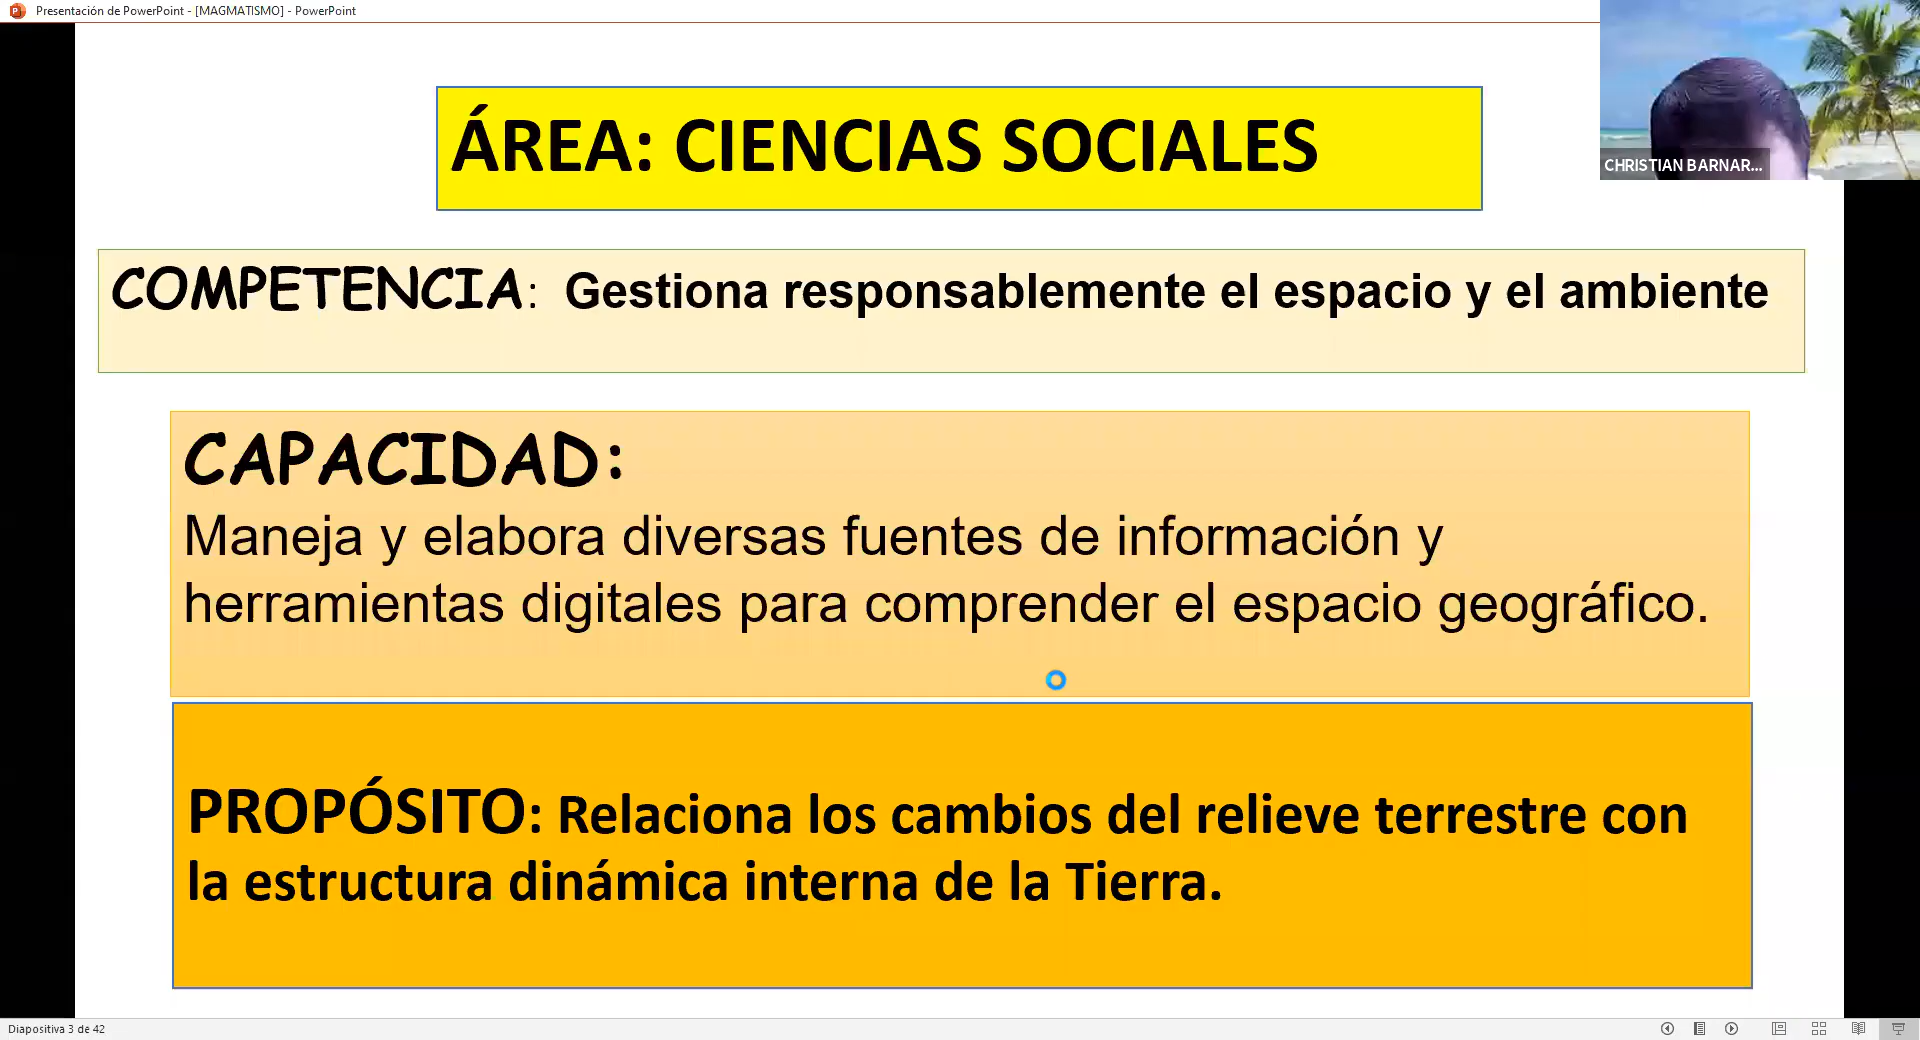 Presentación de PowerPoint - [MAGMATISMO] - PowerPoint
ÁREA: CIENCIAS SOCIALES
CHRISTIAN BARNAR...
COMPETENCIA: Gestiona responsablemente el espacio y el ambiente
CAPACIDAD:
Maneja y elabora diversas fuentes de información y
herramientas digitales para comprender el espacio geográfico.
PROPÓSITO: Relaciona los cambios del relieve terrestre con
la estructura dinámica interna de la Tierra.
Diapositiva 3 de 42